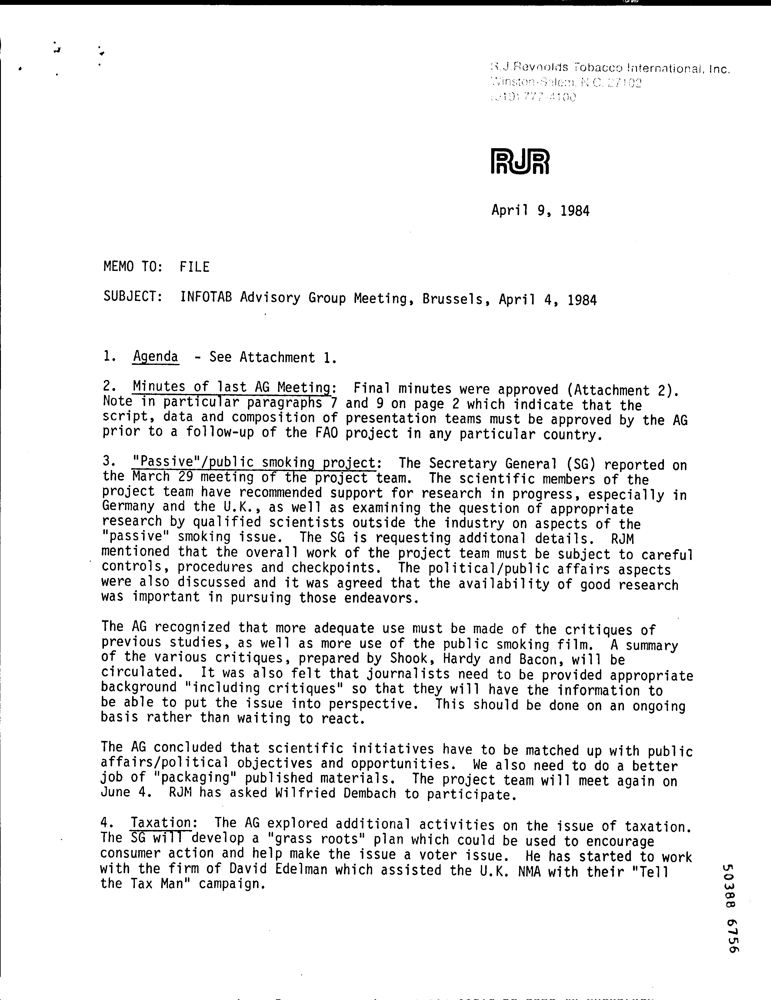 R.J. Reynolds Tobacco International, Inc.
Winston-Salem, N.C. 27102
(919) 777-4100
RJR
April 9, 1984
MEMO TO: FILE
SUBJECT: INFOTAB Advisory Group Meeting, Brussels, April 4, 1984
1. Agenda - See Attachment 1.
2. Minutes of last AG Meeting: Final minutes were approved (Attachment 2).
Note in particular paragraphs 7 and 9 on page 2 which indicate that the
script, data and composition of presentation teams must be approved by the AG
prior to a follow-up of the FAO project in any particular country.
3. "Passive"/public smoking project: The Secretary General (SG) reported on
the March 29 meeting of the project team. The scientific members of the
project team have recommended support for research in progress, especially in
Germany and the U.K., as well as examining the question of appropriate
research by qualified scientists outside the industry on aspects of the
"passive" smoking issue. The SG is requesting additonal details. RJM
mentioned that the overall work of the project team must be subject to careful
controls, procedures and checkpoints. The political/public affairs aspects
were also discussed and it was agreed that the availability of good research
was important in pursuing those endeavors.
The AG recognized that more adequate use must be made of the critiques of
previous studies, as well as more use of the public smoking film. A summary
of the various critiques, prepared by Shook, Hardy and Bacon, will be
circulated. It was also felt that journalists need to be provided appropriate
background "including critiques" so that they will have the information to
be able to put the issue into perspective. This should be done on an ongoing
basis rather than waiting to react.
The AG concluded that scientific initiatives have to be matched up with public
affairs/political objectives and opportunities. We also need to do a better
job of "packaging" published materials. The project team will meet again on
June 4. RJM has asked Wilfried Dembach to participate.
4. Taxation: The AG explored additional activities on the issue of taxation.
The SG will develop a "grass roots" plan which could be used to encourage
consumer action and help make the issue a voter issue. He has started to work
with the firm of David Edelman which assisted the U.K. NMA with their "Tell
the Tax Man" campaign.
50388 6756